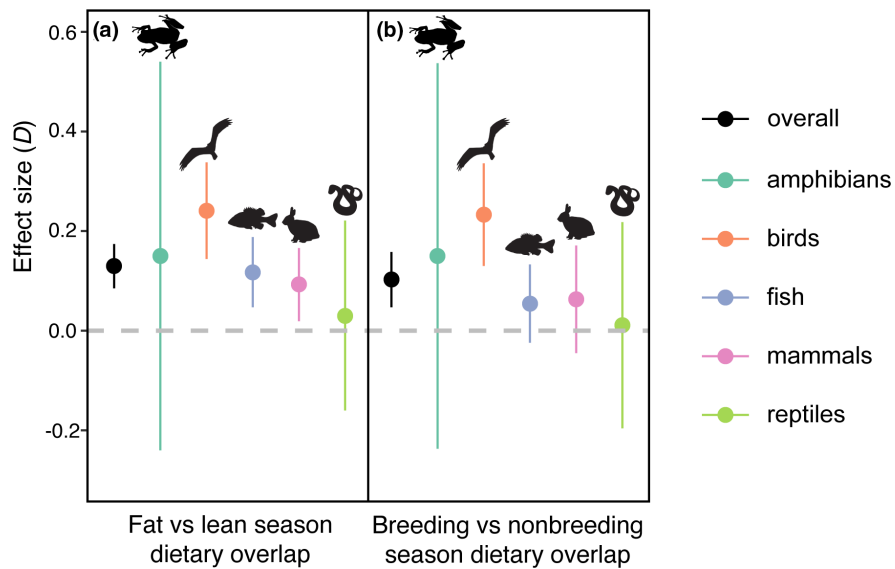 (a)
(b)
0.6
0.4
0.2
0.0
-0.2
Effect size (D)
Fat vs lean season
dietary overlap
Breeding vs nonbreeding
season dietary overlap
overall
amphibians
birds
fish
mammals
reptiles